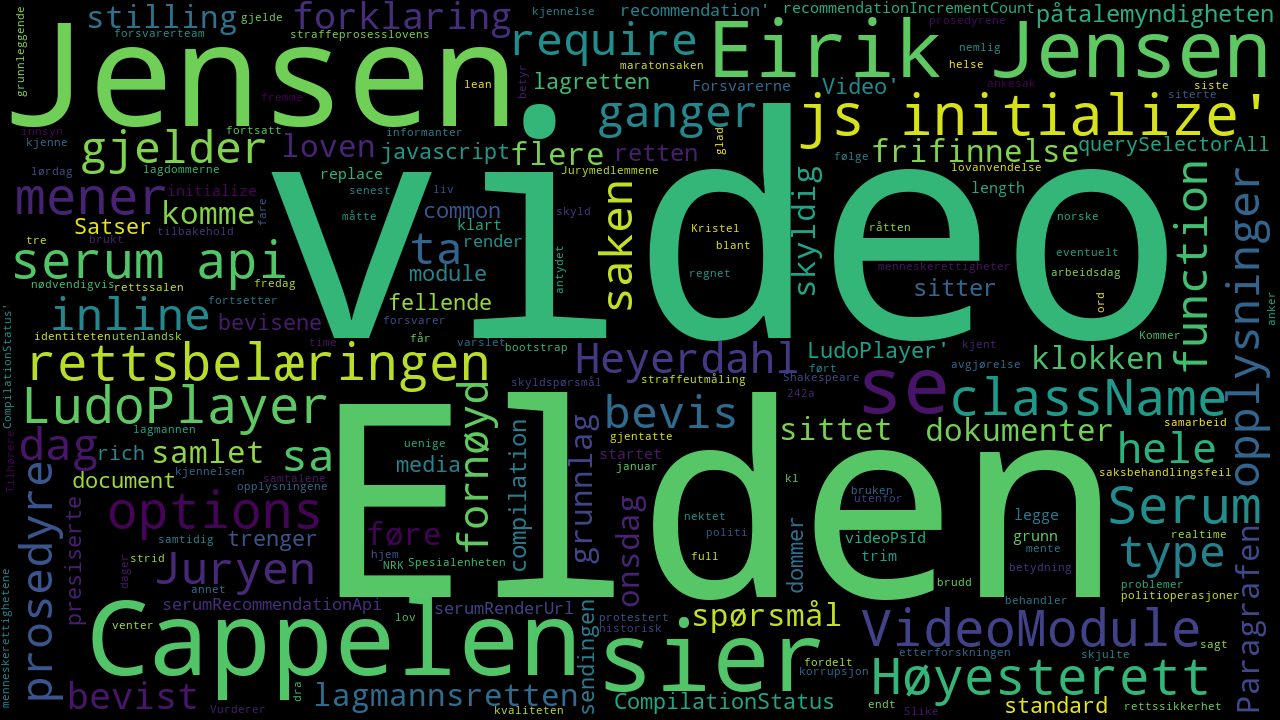 stilling
gjelde
forklaring
kjennelse
recommendation'
recommendationIncrementCount
prosedyrene
påtalemyndigheten
forsvarerteam
straffeprosesslovens
Jensen
require
Eirik Jensen
nemlig
helse
grunnleggende
maratonsaken
lean
betyr
lagretten
Forsvarerne
Video'
ankesak
siste
siterte
fremme
ganger
js initialize'
innsyn
kjenne
fortsatt
informanter
gjelder
loven
javascript
flere
retten
glad
følge
frifinnelse
querySelectorAll
lørdag
lagdommerne
replace
Jurymedlemmene
lovanvendelse
mener
initialize
senest
liv
skyld
saken
skyldig
length
function
opplysninger
komme
fare
måtte
common
klart
Satser
tilbakehold
video
Kristel
blant
råtten
norske
tre
brukt
ta
render
antydet
eventuelt
serum api
module
regnet
menneskerettigheter
arbeidsdag
nødvendigvis
rettssalen
fredag
fellende
sitter
ord
anker
fortsetter
inline
bevisene
forsvarer
identitetenutenlandsk
time
får
varslet
bootstrap
Kommer
CompilationStatus'
rettsbelæringen
Heyerdahl
LudoPlayer'
kjent
avgjørelse
klokken
skyldspørsmål
straffeutmåling
Shakespeare
ført
242a
se
className
LudoPlayer
bevis
samarbeid
lagmannen
gjentatte
sittet
dokumenter
hele
dag
rich
samlet
sa
Elden
uenige
fornøyd
compilation
grunnlag
startet
januar
Tilhørere
kjennelsen
samtalene
media
saksbehandlingsfeil
document
opplysningene
kl
bruken
utenfor
prosedyre
options
onsdag
nektet
politi
legge
Serum
presiserte
samtidig
trenger
føre
dommer
videoPsId
grunn
realtime
strid
hjem
full
trim
mente
type
Juryen
NRK
Spesialenheten
betydning
dager
annet
brudd
problemer
politioperasjoner
menneskerettighetene
serumRecommendationApi
serumRenderUrl
behandler
Paragrafen
venter
lov
sendingen
protestert
historisk
spørsmål
VideoModule
sagt
Cappelen
sier
etterforskningen
skjulte
fordelt
korrupsjon
Høyesterett
bevist
dra
lagmannsretten
CompilationStatus
Vurderer
kvaliteten
endt
Slike
standard
rettssikkerhet